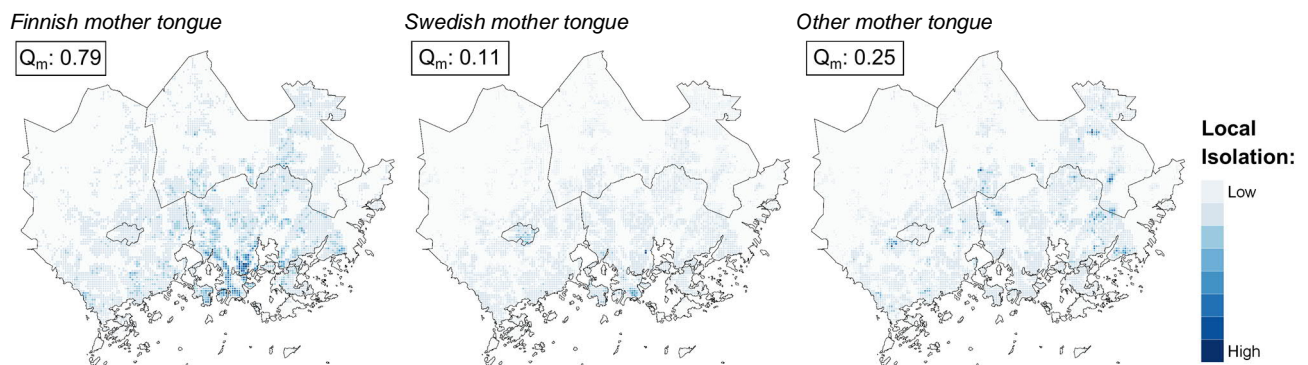 Finnish mother tongue
Qm: 0.79
Swedish mother tongue
Qm: 0.11
Other mother tongue
Qm: 0.25
Local
Isolation:
Low
High